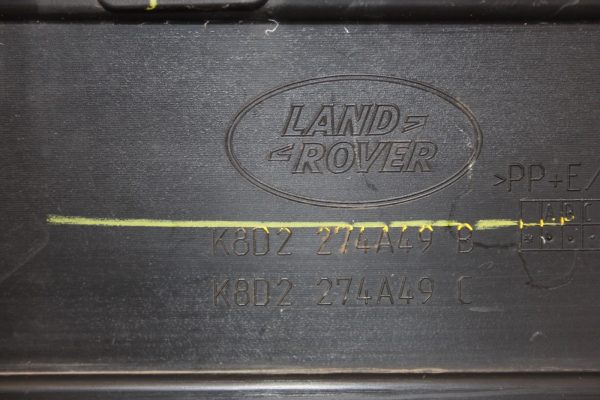 LAND
ROVER
>PP+E/
A B C
K8D2 274A49 B
K8D2 274A49 C